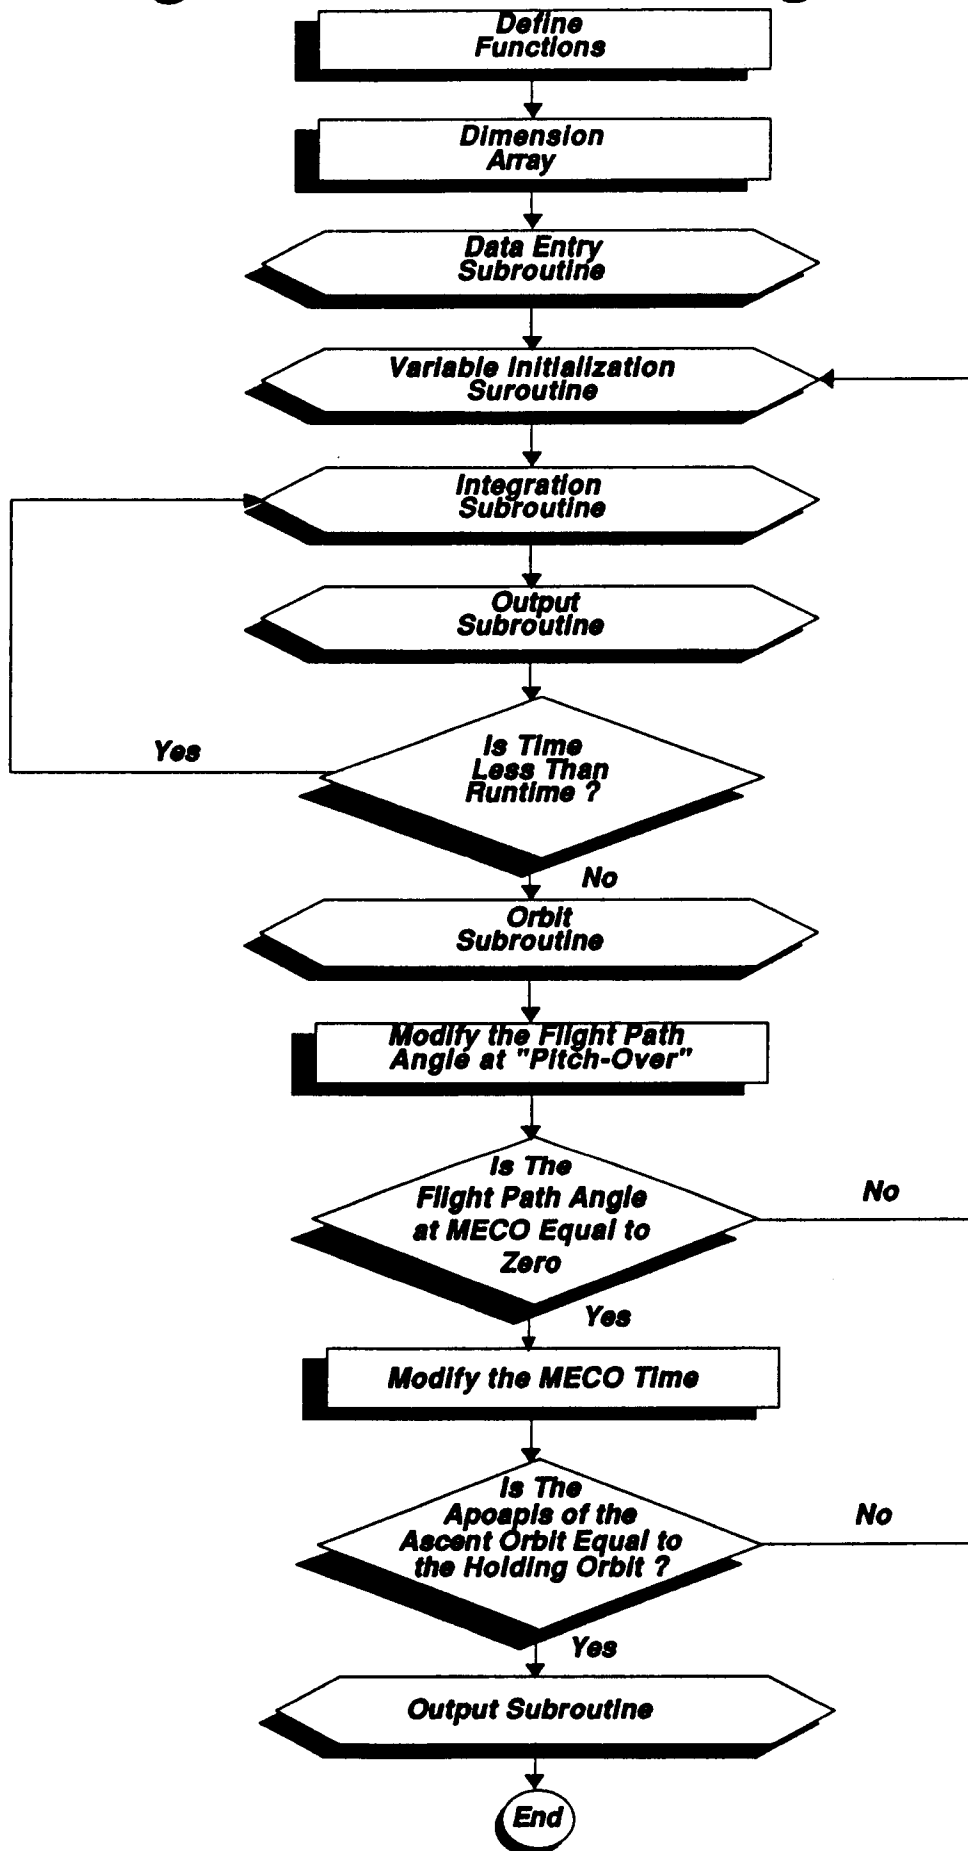 Define
Functions
Dimension
Array
Data Entry
Subroutine
Variable Initialization
Suroutine
Integration
Subroutine
Output
Subroutine
Is Time
Less Than
Runtime ?
Yes
No
Orbit
Subroutine
Modify the Flight Path
Angle at "Pitch-Over"
Is The
Flight Path Angle
at MECO Equal to
Zero
No
Yes
Modify the MECO Time
Is The
Apoapis of the
Ascent Orbit Equal to
the Holding Orbit ?
No
Yes
Output Subroutine
End